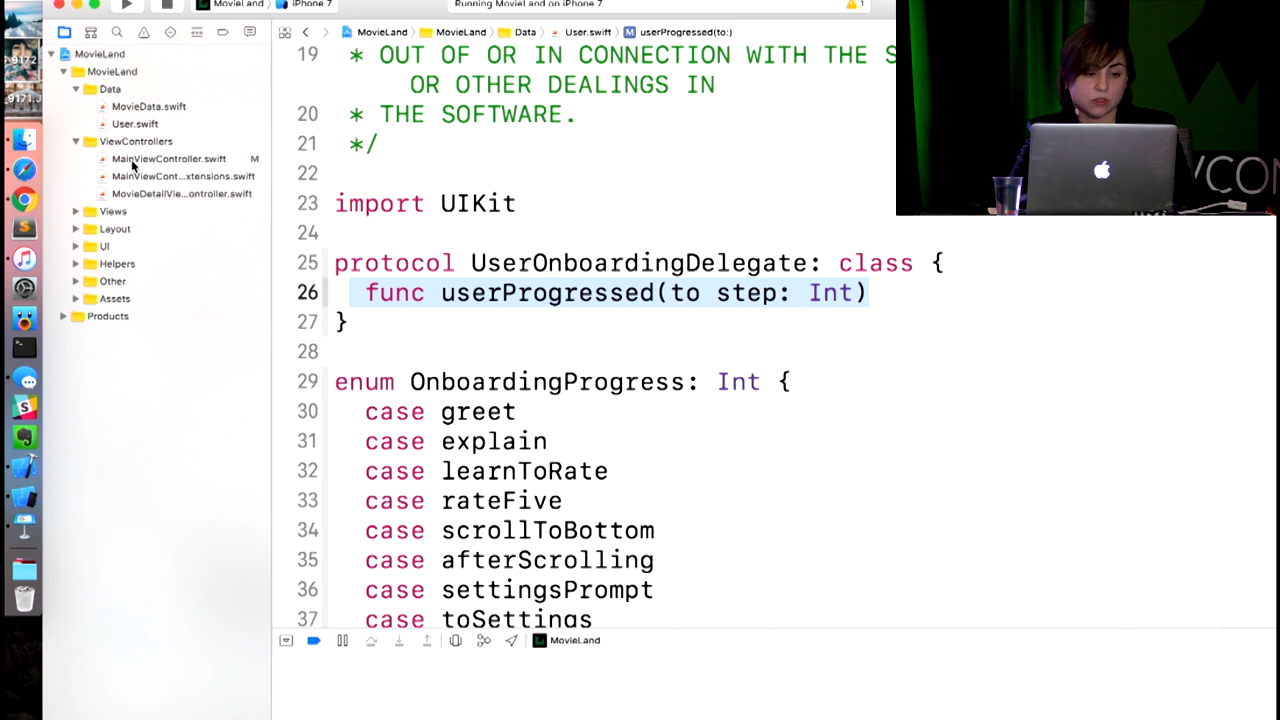 MovieLand
iPhone 7
Running MovieLand on iPhone 7
1
MovieLand
MovieLand
Data
User.swift
M
userProgressed(to:)
MovieLand
MovieLand
Data
MovieData.swift
User.swift
ViewControllers
MainViewController.swift
M
MainViewCont...xtensions.swift
MovieDetailVie...ontroller.swift
Views
Layout
UI
Helpers
Other
Assets
Products
19 * OUT OF OR IN CONNECTION WITH THE S
OR OTHER DEALINGS IN
20 * THE SOFTWARE.
21 */
22
23 import UIKit
24
25 protocol UserOnboardingDelegate: class {
26 func userProgressed(to step: Int)
27 }
28
29 enum OnboardingProgress: Int {
30 case greet
31 case explain
32 case learnToRate
33 case rateFive
34 case scrollToBottom
35 case afterScrolling
36 case settingsPrompt
37 case toSettings
MovieLand
9172
9171.J
YCON